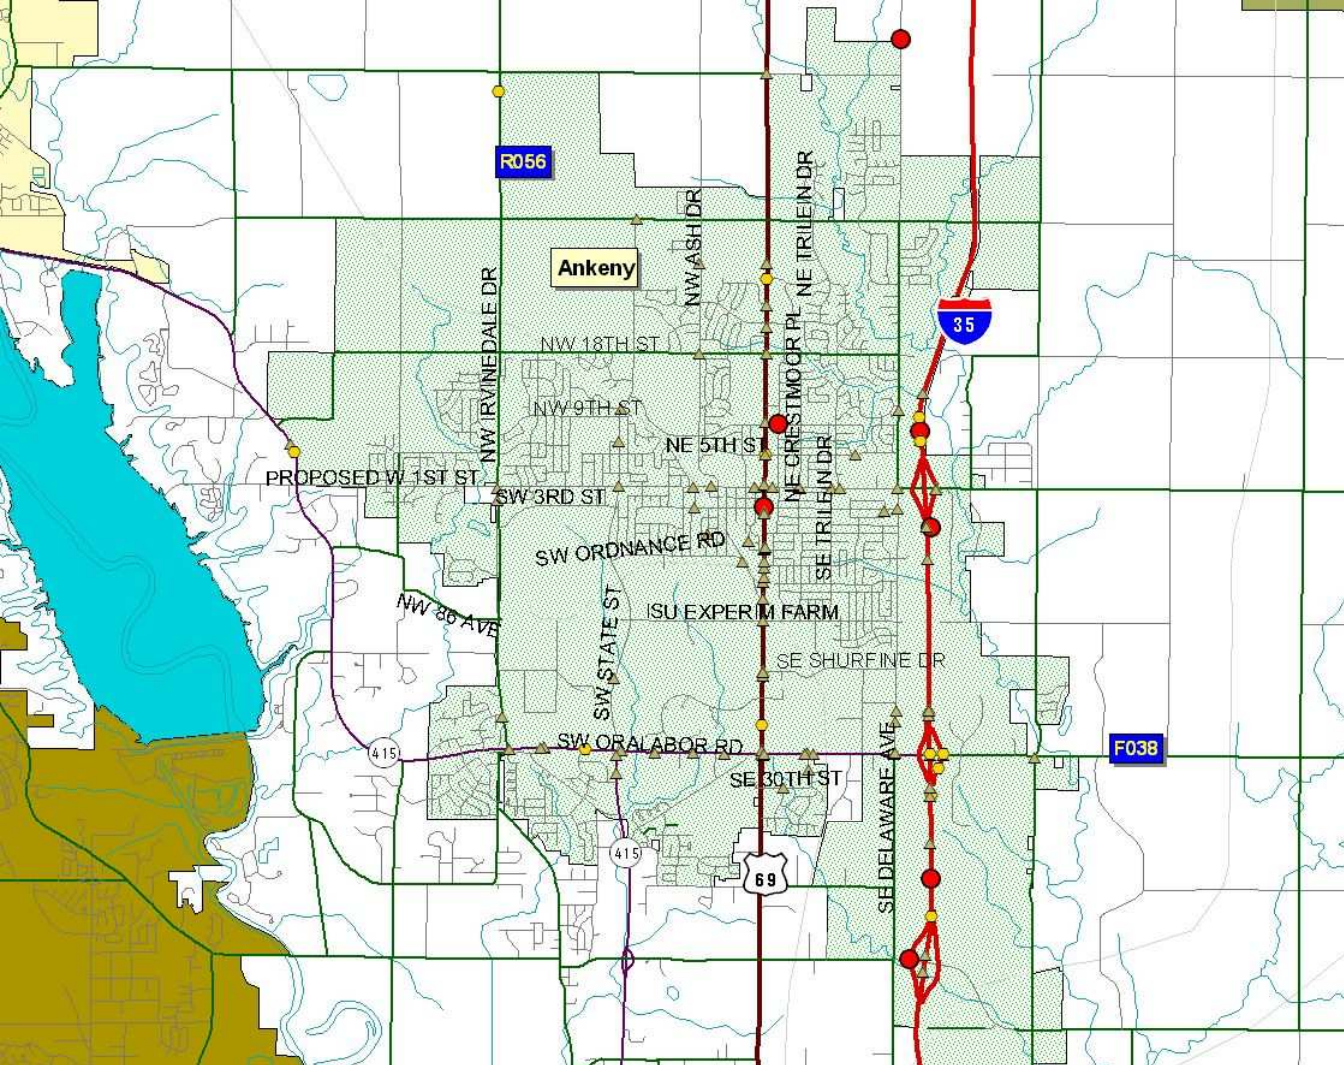 R056
Ankeny
NW ASH DR
NE TRILEIN DR
NW IRVINEDALE DR
35
NW 18TH ST
NE CRESTMOOR PL
NW 9TH ST
NE 5TH ST
PROPOSED W 1ST ST
SW 3RD ST
SE TRILEIN DR
SW ORDNANCE RD
NW 86 AVE
SW STATE ST
ISU EXPERIM FARM
SE SHURFINE DR
415
SW ORALABOR RD
F038
SE 30TH ST
SE DELAWARE AVE
415
69